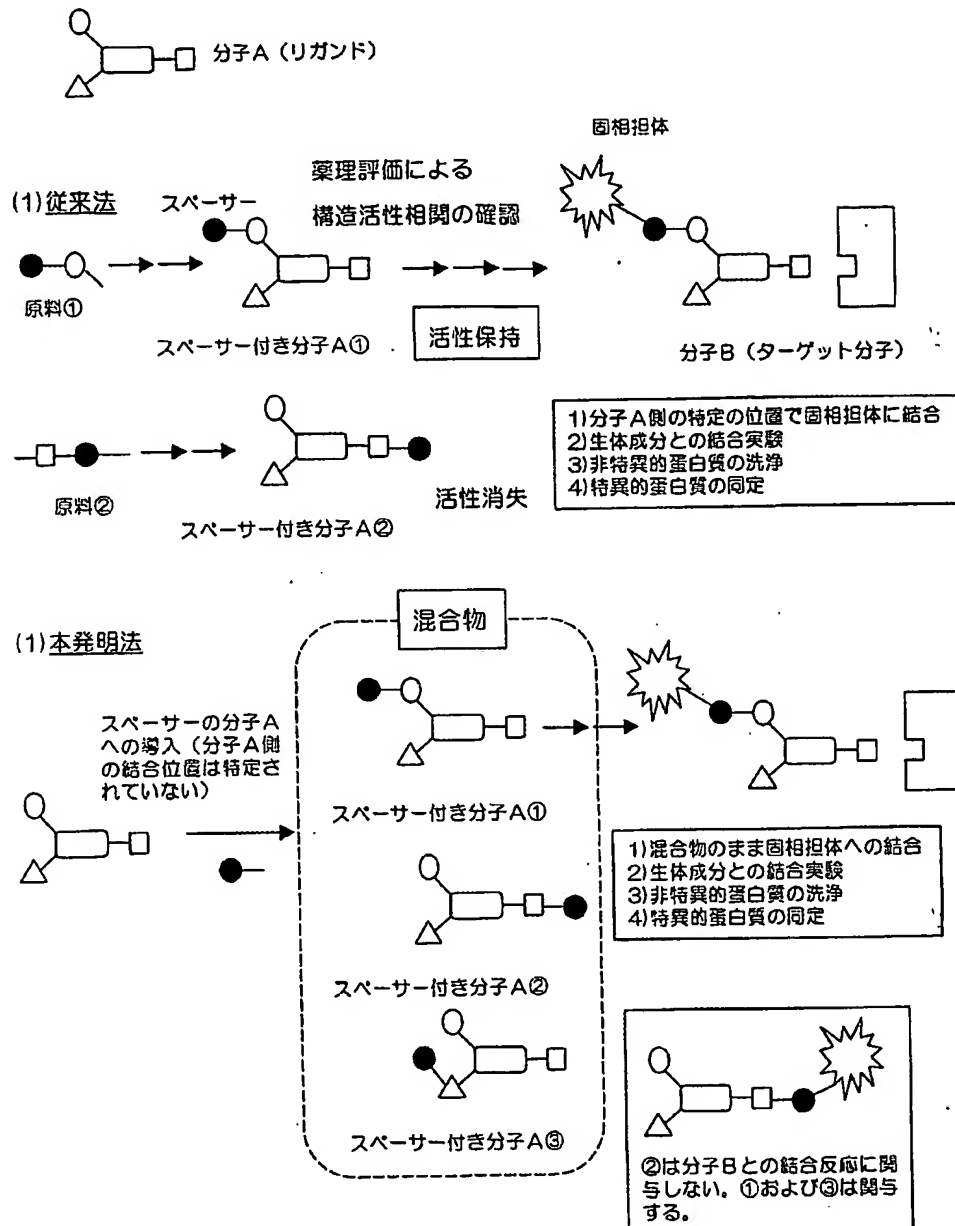 分子A（リガンド）
固相担体
(1)従来法
スペーサー
薬理評価による
構造活性相関の確認
原料①
スペーサー付き分子A①
活性保持
分子B（ターゲット分子）
1)分子A側の特定の位置で固相担体に結合
2)生体成分との結合実験
3)非特異的蛋白質の洗浄
4)特異的蛋白質の同定
原料②
スペーサー付き分子A②
活性消失
(1)本発明法
混合物
スペーサーの分子A
への導入（分子A側
の結合位置は特定さ
れていない）
スペーサー付き分子A①
スペーサー付き分子A②
スペーサー付き分子A③
1)混合物のまま固相担体への結合
2)生体成分との結合実験
3)非特異的蛋白質の洗浄
4)特異的蛋白質の同定
②は分子Bとの結合反応に関
与しない。①および③は関与
する。